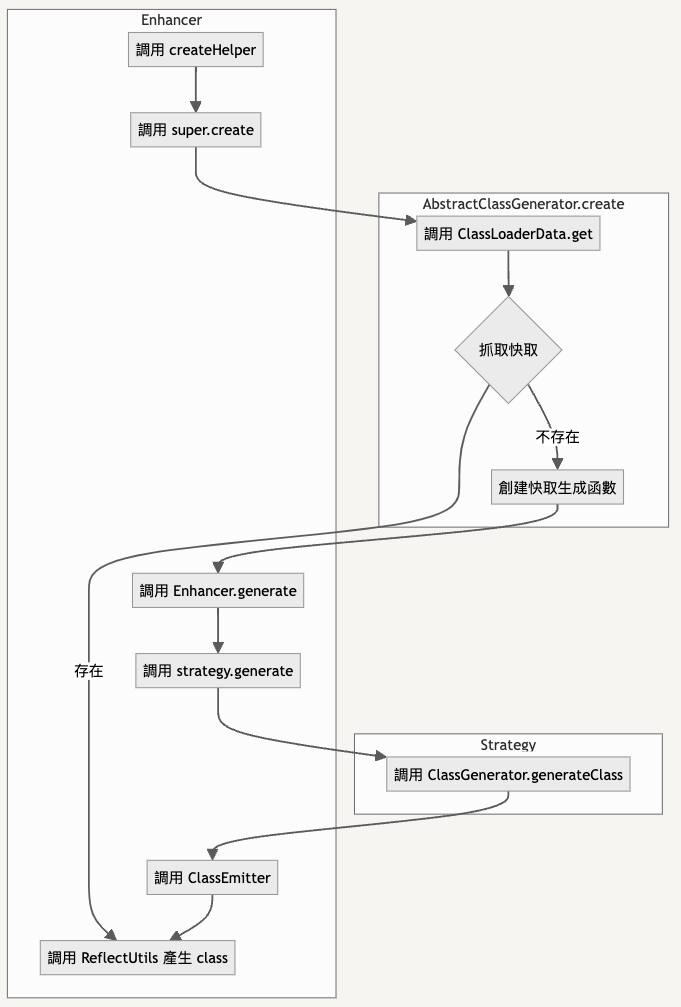 Enhancer
調用 createHelper
調用 super.create
AbstractClassGenerator.create
調用 ClassLoaderData.get
抓取快取
不存在
創建快取生成函數
調用 Enhancer.generate
存在
調用 strategy.generate
Strategy
調用 ClassGenerator.generateClass
調用 ClassEmitter
調用 ReflectUtils 產生 class